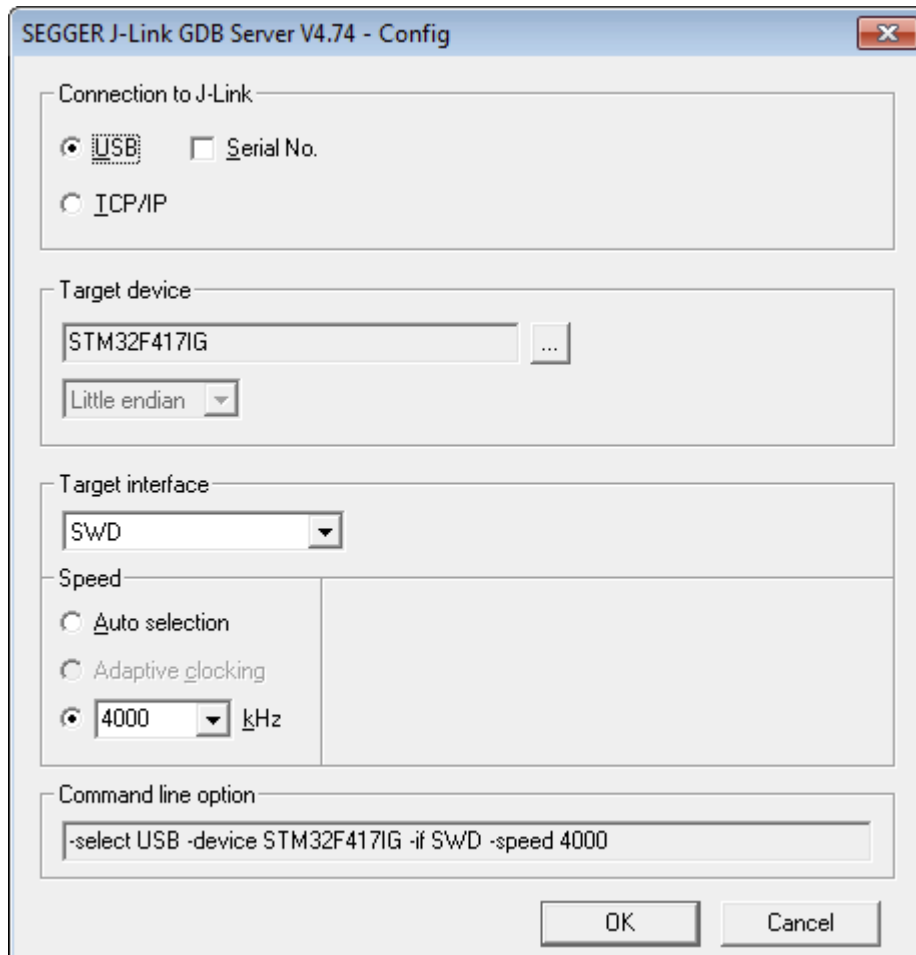 SEGGER J-Link GDB Server V4.74 - Config
Connection to J-Link
USB Serial No.
TCP/IP
Target device
STM32F417IG ...
Little endian
Target interface
SWD
Speed
Auto selection
Adaptive clocking
4000 kHz
Command line option
-select USB -device STM32F417IG -if SWD -speed 4000
OK Cancel